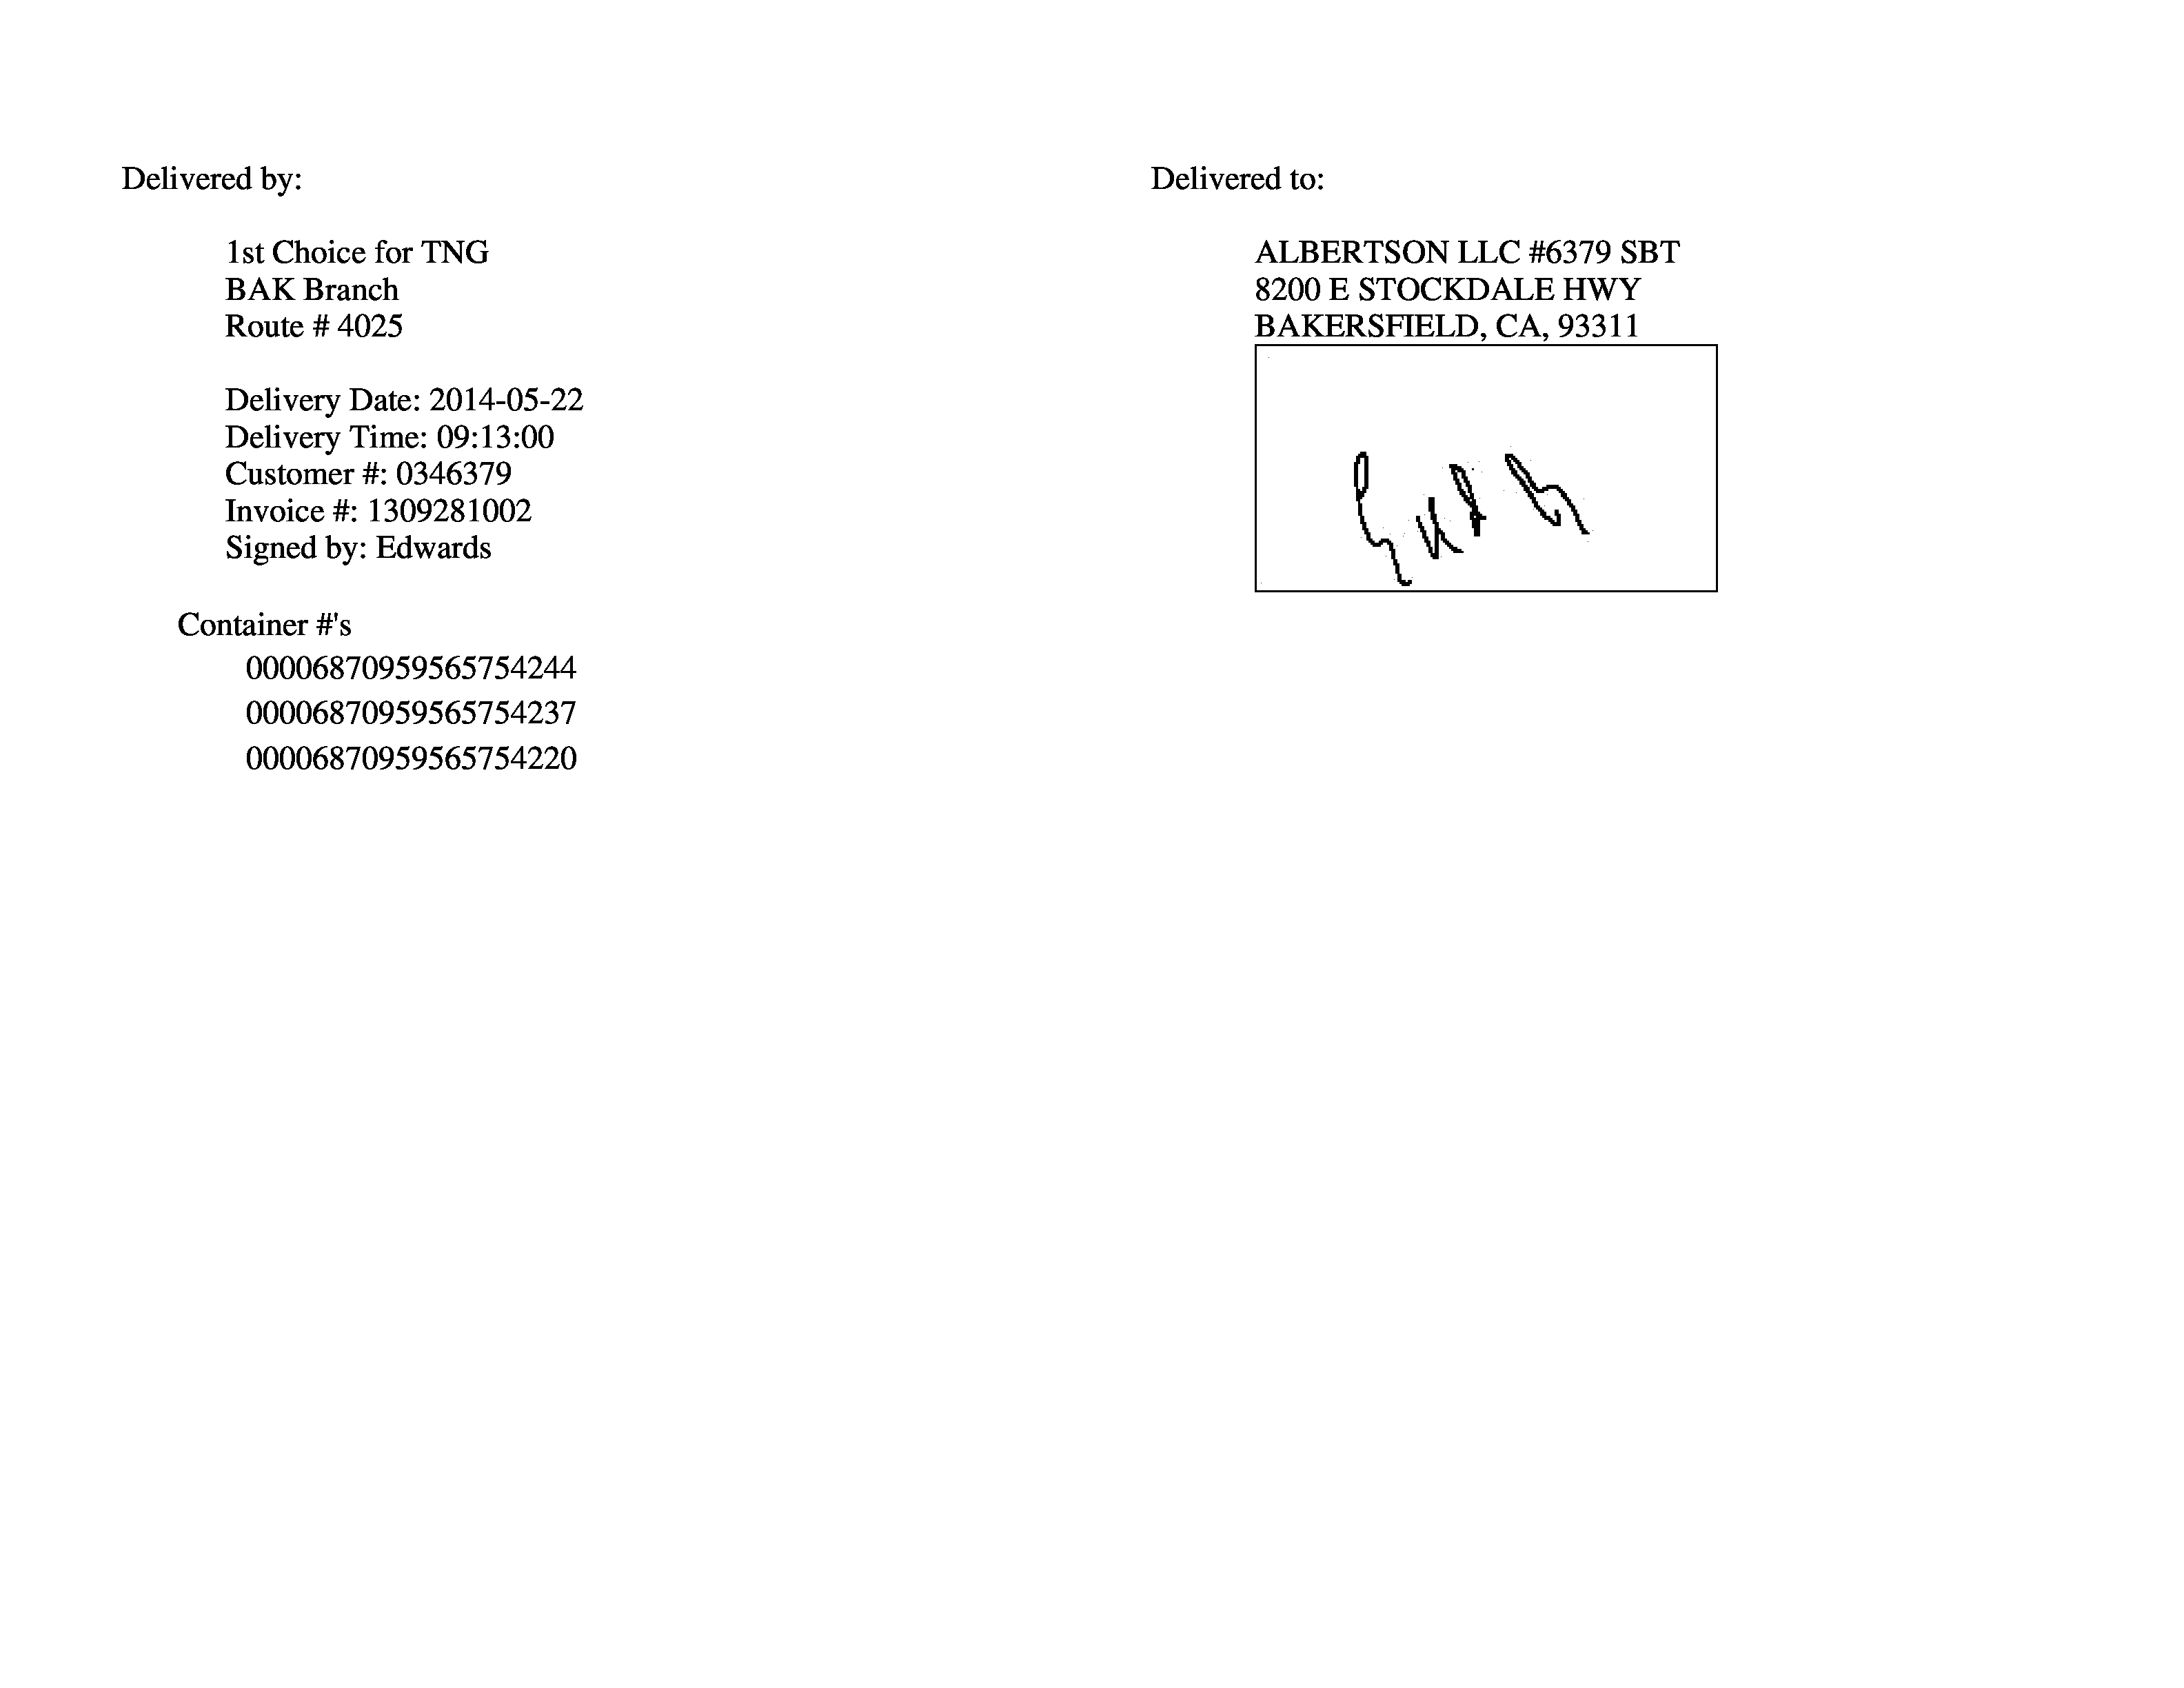 Delivered by:
1st Choice for TNG
BAK Branch
Route # 4025
Delivery Date: 2014-05-22
Delivery Time: 09:13:00
Customer #: 0346379
Invoice #: 1309281002
Signed by: Edwards
Container #'s
00006870959565754244
00006870959565754237
00006870959565754220
Delivered to:
ALBERTSON LLC #6379 SBT
8200 E STOCKDALE HWY
BAKERSFIELD, CA, 93311